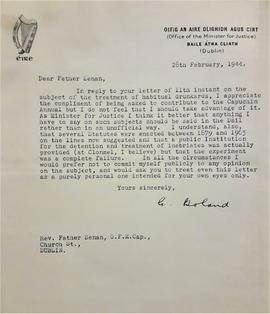 OIFIG AN AIRE DLIGHIDH AGUS CIRT
(Office of the Minister for Justice)
BAILE ÁTHA CLIATH
(Dublin)
ÉIRE
26th February, 1944.
Dear Father Senan,
In reply to your letter of 11th instant on
the subject of the treatment of habitual drunards, I appreciate
the compliment of being asked to contribute to the Capuchin
Annual but I do not feel that I should take advantage of it.
As Minister for Justice I think it better that anything I
have to say on such subjects should be said in the Dail
rather than in an unofficial way. I understand, also,
that several Statutes were enacted between 1879 and
on the lines now suggested and that a public Institution
for the detention and treatment of inebriates was actually
provided (at Clonmel, I believe) but that the experiment
was a complete failure. In all the circumstances I
would prefer not to commit myself publicly to any opinion
on the subject, and would ask you to treat even this letter
as a purely personal one intended for your own eyes only.
Yours sincerely,
G. Boland
Rev. Father Senan, O.F.M.Cap.,
Church St.,
DUBLIN.